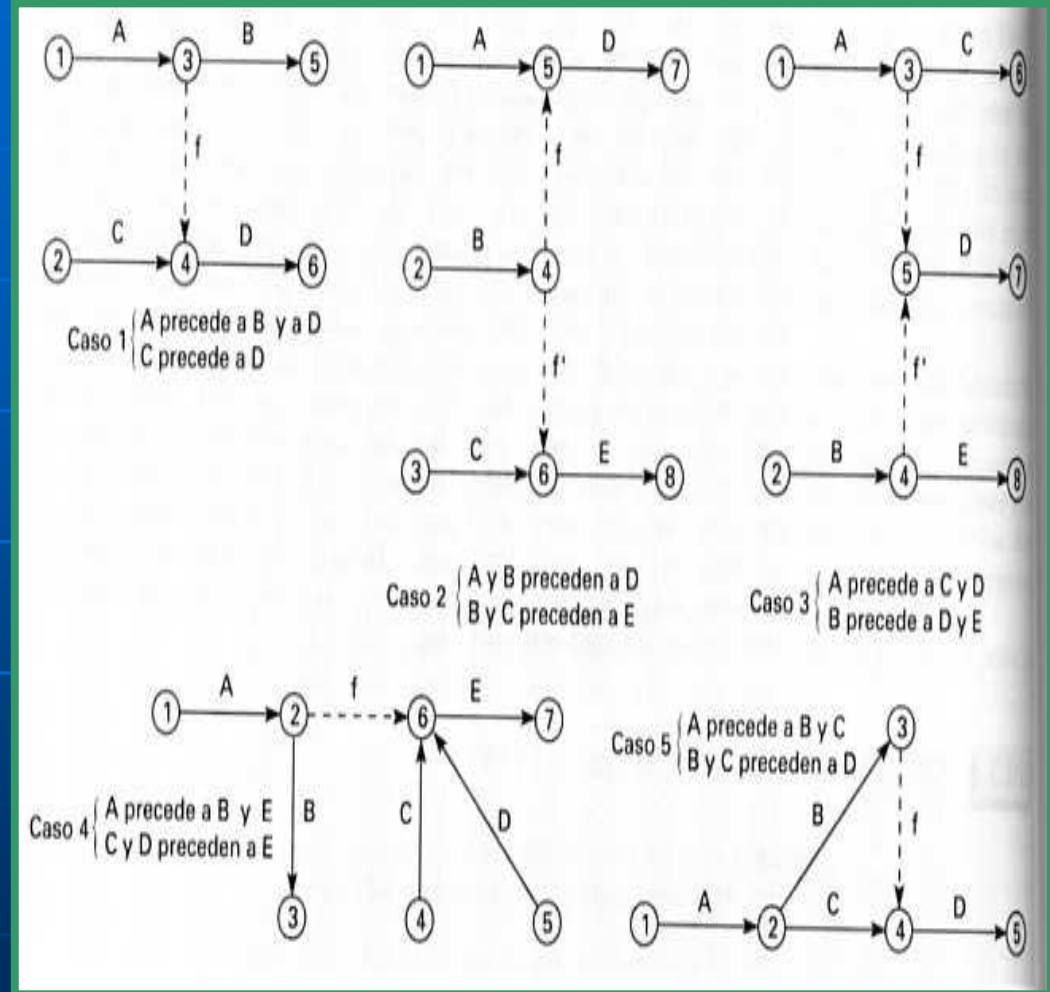 A B
1 3 5
f
C D
2 4 6
Caso 1 { A precede a B y a D
C precede a D
A D
1 5 7
f
B
2 4
f'
C E
3 6 8
Caso 2 { A y B preceden a D
B y C preceden a E
A C
1 3 6
f
D
5 7
f'
B E
2 4 8
Caso 3 { A precede a C y D
B precede a D y E
A f E
1 2 6 7
B C D
3 4 5
Caso 4 { A precede a B y E
C y D preceden a E
Caso 5 { A precede a B y C
B y C preceden a D
3
B f
A C D
1 2 4 5